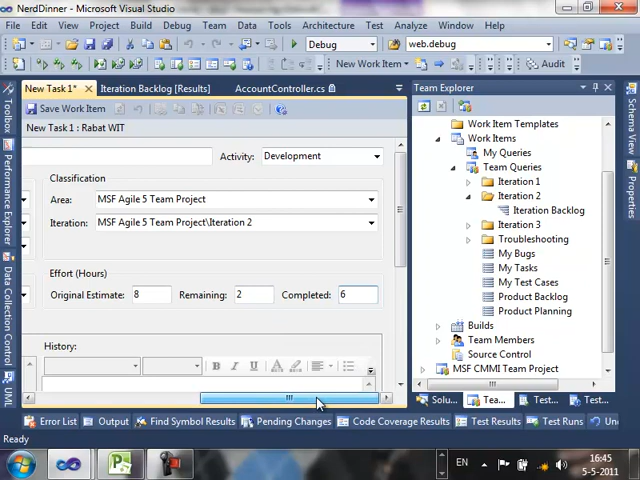 NerdDinner - Microsoft Visual Studio
File Edit View Project Build Debug Team Data Tools Architecture Test Analyze Window Help
Debug web.debug
New Work Item Audit
New Task 1* Iteration Backlog [Results] AccountController.cs
Team Explorer
Save Work Item
New Task 1 : Rabat WIT
Activity: Development
Classification
Area: MSF Agile 5 Team Project
Iteration: MSF Agile 5 Team Project\Iteration 2
Effort (Hours)
Original Estimate: 8 Remaining: 2 Completed: 6
History:
B I U A
Work Item Templates
Work Items
My Queries
Team Queries
Iteration 1
Iteration 2
Iteration Backlog
Iteration 3
Troubleshooting
My Bugs
My Tasks
My Test Cases
Product Backlog
Product Planning
Builds
Team Members
Source Control
MSF CMMI Team Project
Toolbox
Performance Explorer
Data Collection Control
UML
Schema View
Properties
Solu... Tea... Test... Test...
Error List Output Find Symbol Results Pending Changes Code Coverage Results Test Results Test Runs Un
Ready
EN 16:45
5-5-2011